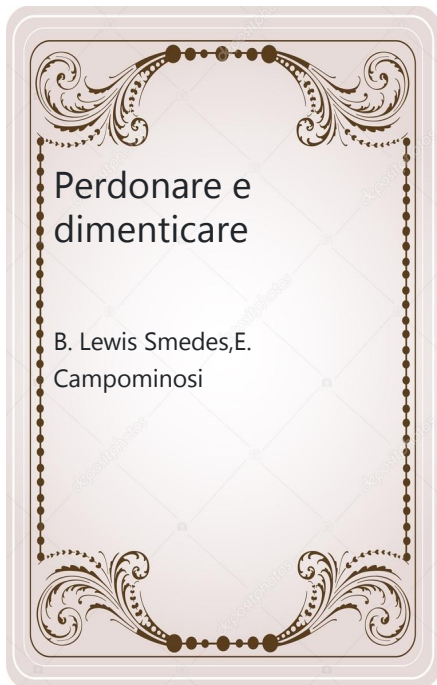 Perdonare e
dimenticare
B. Lewis Smedes,E.
Campominosi